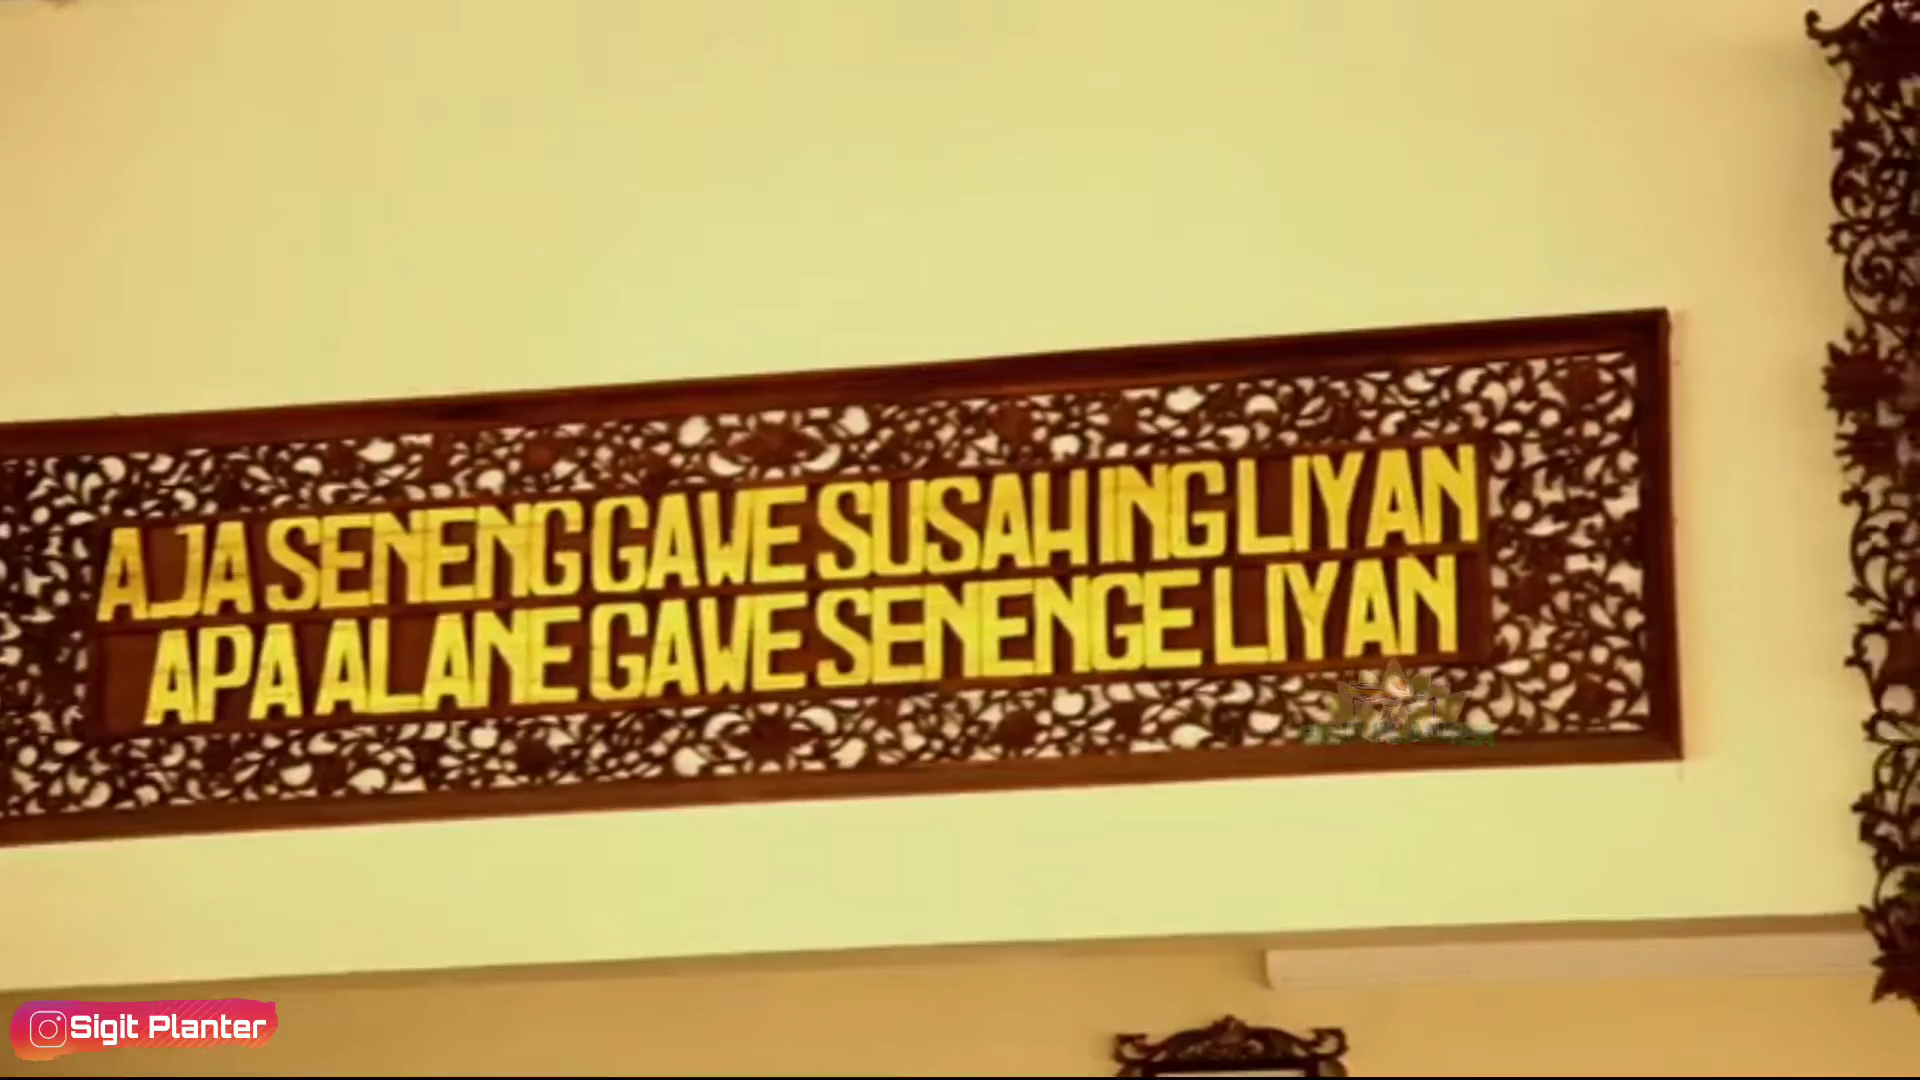 AJA SENENG GAWE SUSAH ING LIYAN
APA ALANE GAWE SENENGE LIYAN
Sigit Planter